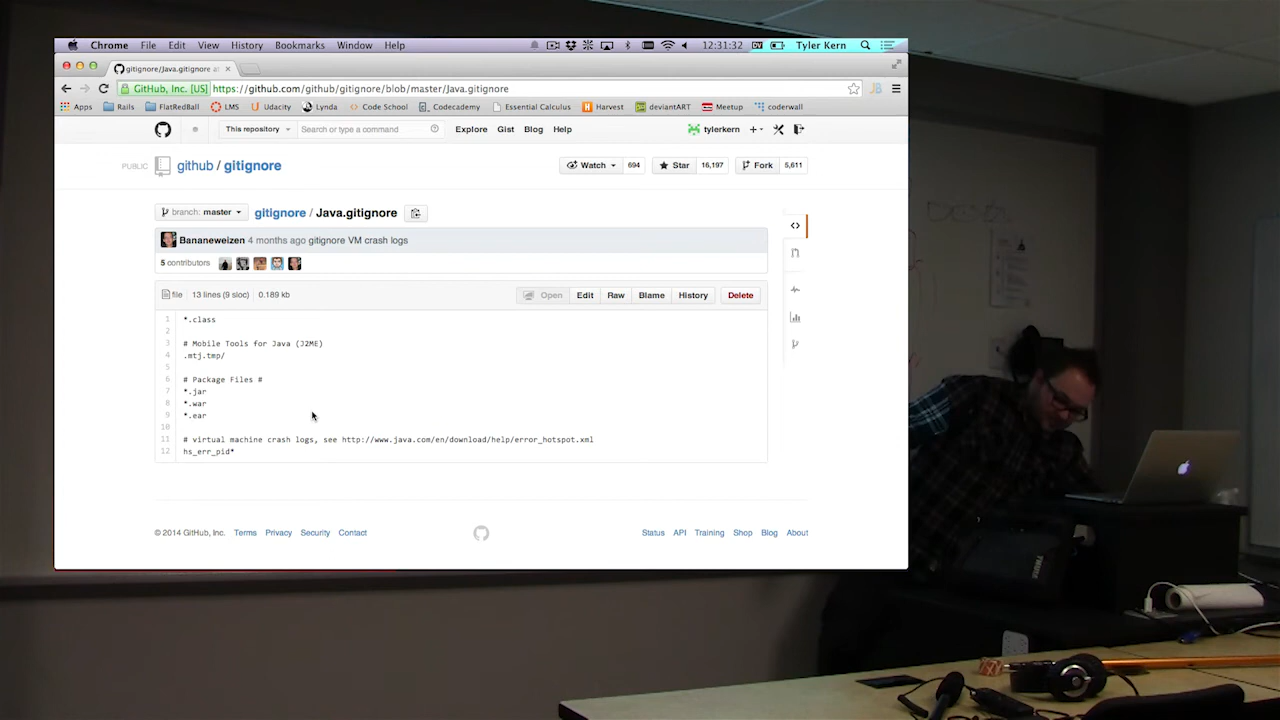 Chrome File Edit View History Bookmarks Window Help 12:31:32 Tyler Kern
gitignore/Java.gitignore at
GitHub, Inc. [US] https://github.com/github/gitignore/blob/master/Java.gitignore
Apps Rails FlatRedBall LMS Udacity Lynda Code School Codecademy Essential Calculus Harvest deviantART Meetup coderwall
This repository Search or type a command Explore Gist Blog Help tylerkern
PUBLIC github / gitignore Watch 694 Star 16,197 Fork 5,611
branch: master gitignore / Java.gitignore
Bananeweizen 4 months ago gitignore VM crash logs
5 contributors
file 13 lines (9 sloc) 0.189 kb Open Edit Raw Blame History Delete
1 *.class
2
3 # Mobile Tools for Java (J2ME)
4 .mtj.tmp/
5
6 # Package Files #
7 *.jar
8 *.war
9 *.ear
10
11 # virtual machine crash logs, see http://www.java.com/en/download/help/error_hotspot.xml
12 hs_err_pid*
© 2014 GitHub, Inc. Terms Privacy Security Contact Status API Training Shop Blog About
THULE